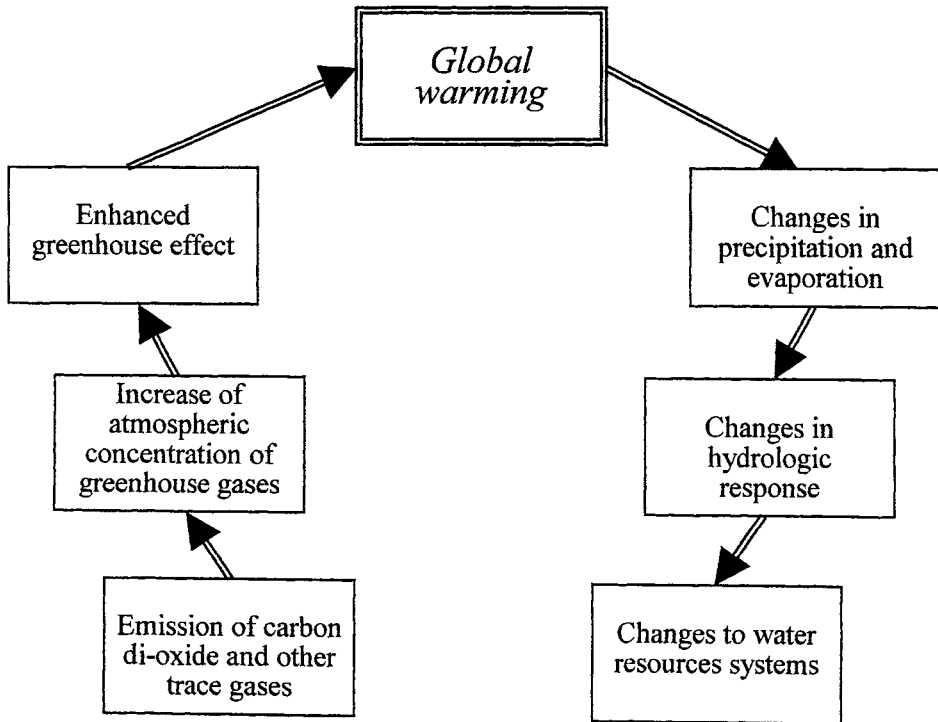 Global
warming
Enhanced
greenhouse effect
Increase of
atmospheric
concentration of
greenhouse gases
Emission of carbon
di-oxide and other
trace gases
Changes in
precipitation and
evaporation
Changes in
hydrologic
response
Changes to water
resources systems